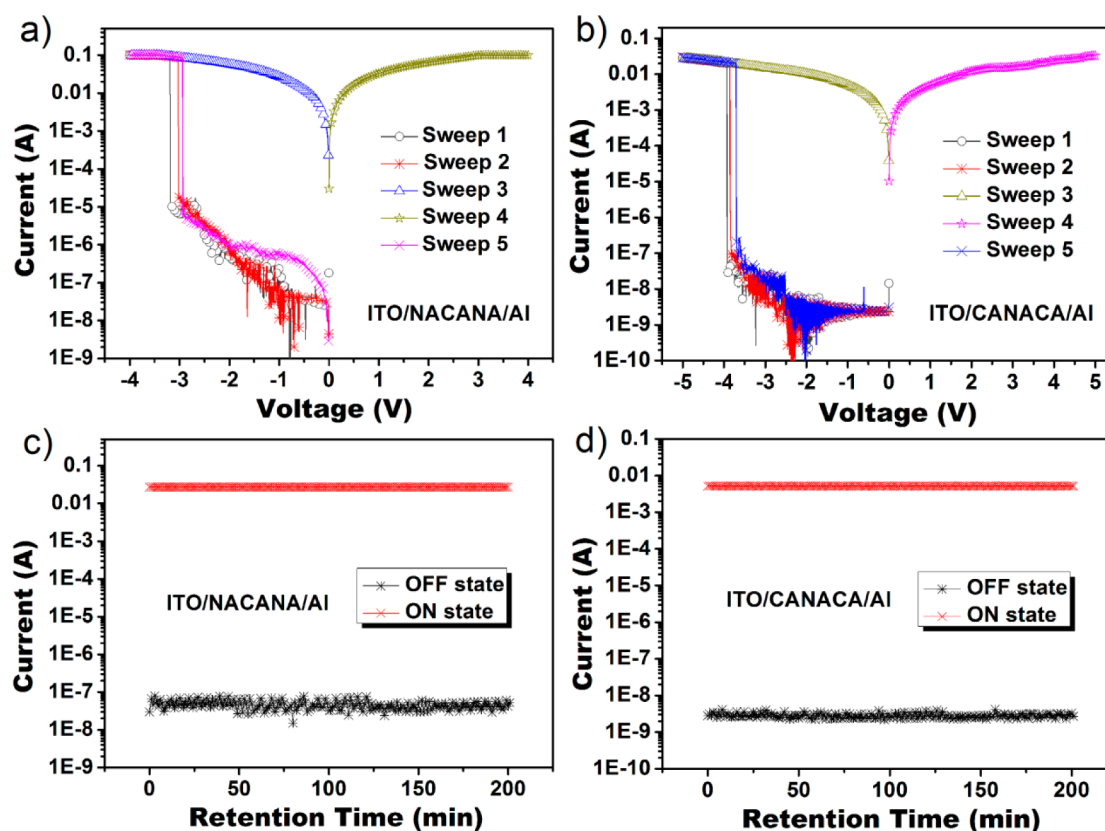 a)
Current (A)
0.1
0.01
1E-3
1E-4
1E-5
1E-6
1E-7
1E-8
1E-9
Sweep 1
Sweep 2
Sweep 3
Sweep 4
Sweep 5
ITO/NACANA/Al
-4 -3 -2 -1 0 1 2 3 4
Voltage (V)
b)
Current (A)
0.1
0.01
1E-3
1E-4
1E-5
1E-6
1E-7
1E-8
1E-9
1E-10
Sweep 1
Sweep 2
Sweep 3
Sweep 4
Sweep 5
ITO/CANACA/Al
-5 -4 -3 -2 -1 0 1 2 3 4 5
Voltage (V)
c)
Current (A)
0.1
0.01
1E-3
1E-4
1E-5
1E-6
1E-7
1E-8
1E-9
ITO/NACANA/Al
OFF state
ON state
0 50 100 150 200
Retention Time (min)
d)
Current (A)
0.1
0.01
1E-3
1E-4
1E-5
1E-6
1E-7
1E-8
1E-9
1E-10
ITO/CANACA/Al
OFF state
ON state
0 50 100 150 200
Retention Time (min)